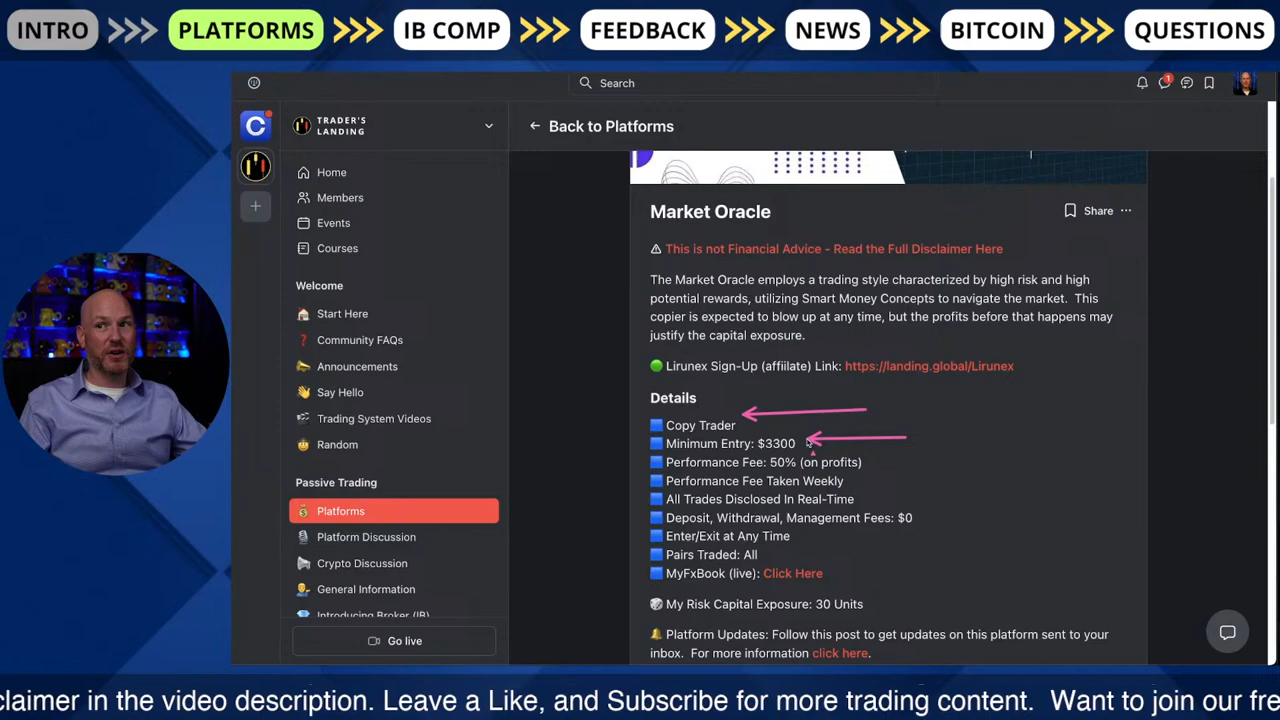 INTRO >>> PLATFORMS >>> IB COMP >>> FEEDBACK >>> NEWS >>> BITCOIN >>> QUESTIONS
Search
1
C
TRADER'S
LANDING
← Back to Platforms
Home
Members
Events
Courses
Welcome
Start Here
Community FAQs
Announcements
Say Hello
Trading System Videos
Random
Passive Trading
Platforms
Platform Discussion
Crypto Discussion
General Information
Introducing Broker (IB)
Go live
Market Oracle
Share
⚠ This is not Financial Advice - Read the Full Disclaimer Here
The Market Oracle employs a trading style characterized by high risk and high
potential rewards, utilizing Smart Money Concepts to navigate the market. This
copier is expected to blow up at any time, but the profits before that happens may
justify the capital exposure.
🟢 Lirunex Sign-Up (affiilate) Link: https://landing.global/Lirunex
Details
🟦 Copy Trader
🟦 Minimum Entry: $3300
🟦 Performance Fee: 50% (on profits)
🟦 Performance Fee Taken Weekly
🟦 All Trades Disclosed In Real-Time
🟦 Deposit, Withdrawal, Management Fees: $0
🟦 Enter/Exit at Any Time
🟦 Pairs Traded: All
🟦 MyFxBook (live): Click Here
🎲 My Risk Capital Exposure: 30 Units
🔔 Platform Updates: Follow this post to get updates on this platform sent to your
inbox. For more information click here.
claimer in the video description. Leave a Like, and Subscribe for more trading content. Want to join our fre